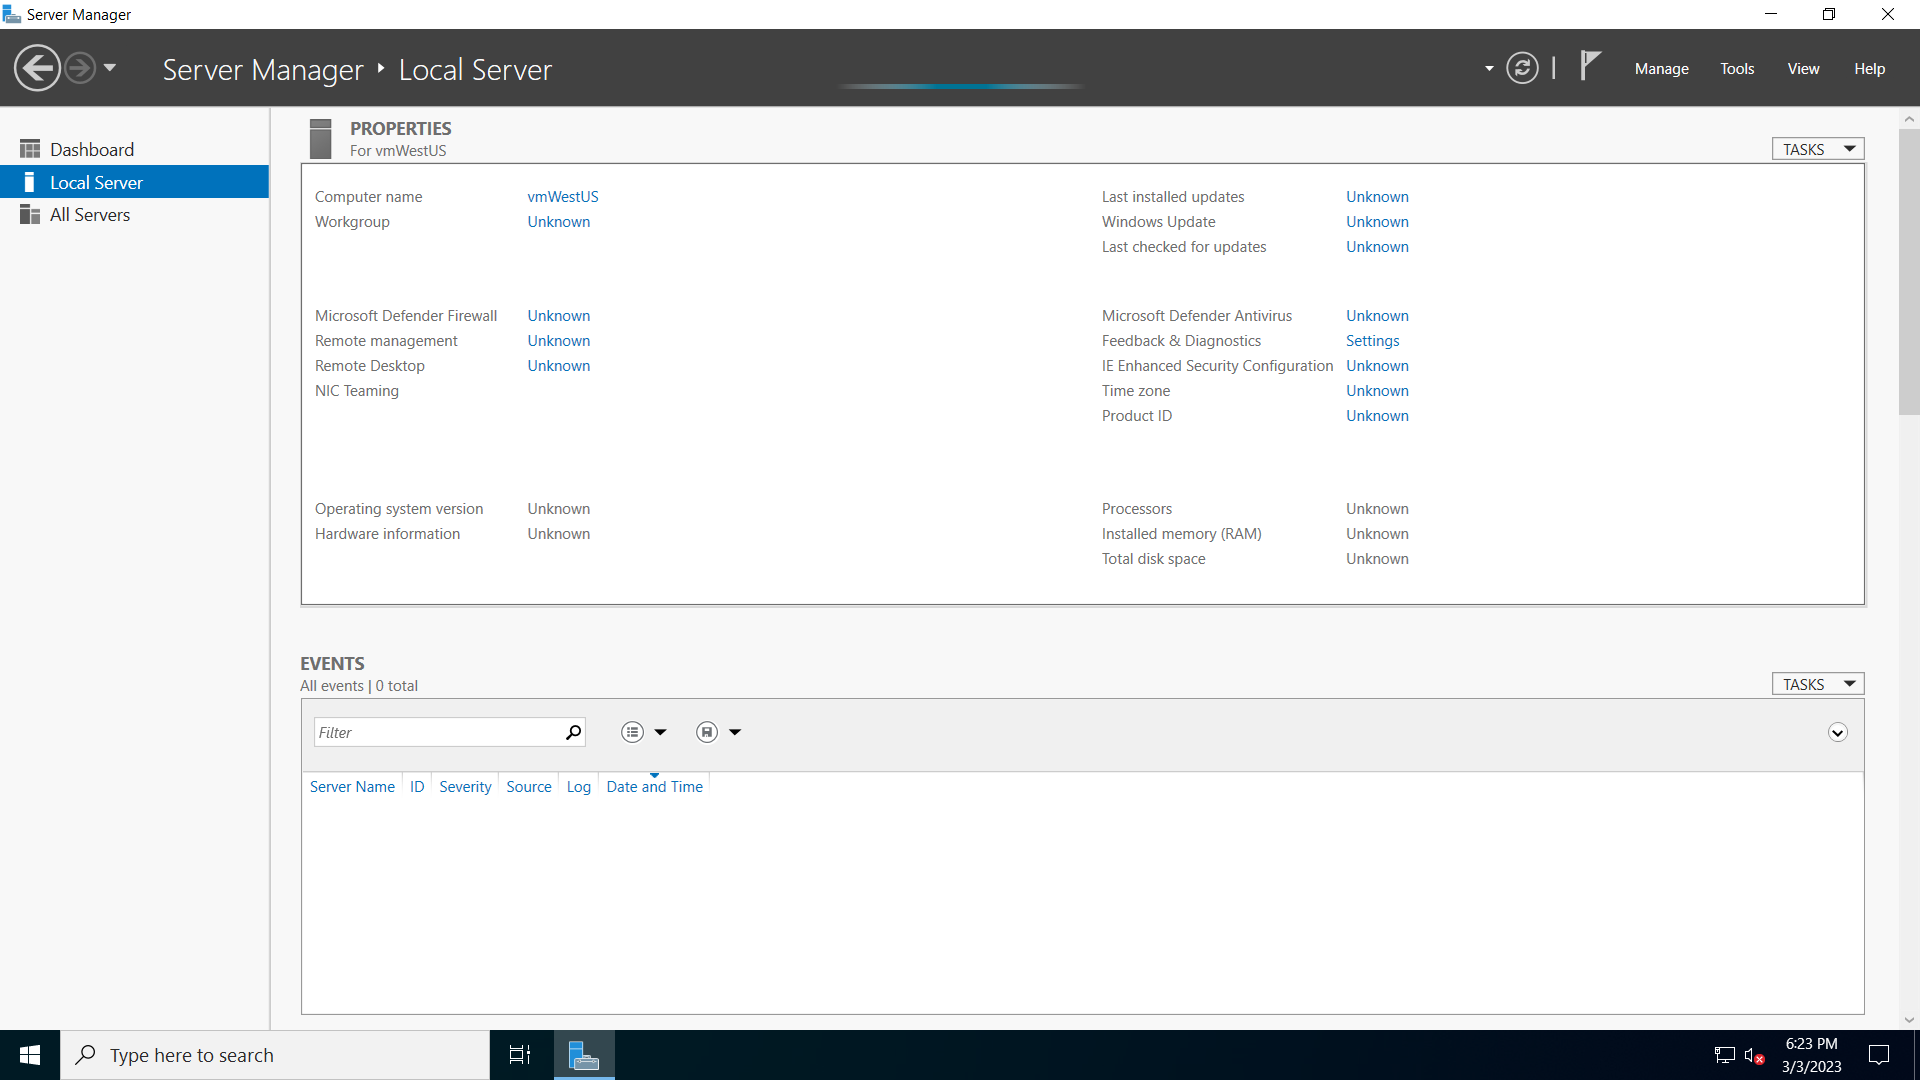 Server Manager
Server Manager • Local Server
Manage Tools View Help
Dashboard
Local Server
All Servers
PROPERTIES
For vmWestUS
TASKS
Computer name vmWestUS
Workgroup Unknown
Last installed updates Unknown
Windows Update Unknown
Last checked for updates Unknown
Microsoft Defender Firewall Unknown
Remote management Unknown
Remote Desktop Unknown
NIC Teaming
Microsoft Defender Antivirus Unknown
Feedback & Diagnostics Settings
IE Enhanced Security Configuration Unknown
Time zone Unknown
Product ID Unknown
Operating system version Unknown
Hardware information Unknown
Processors Unknown
Installed memory (RAM) Unknown
Total disk space Unknown
EVENTS
All events | 0 total
TASKS
Filter
Server Name ID Severity Source Log Date and Time
Type here to search
6:23 PM
3/3/2023